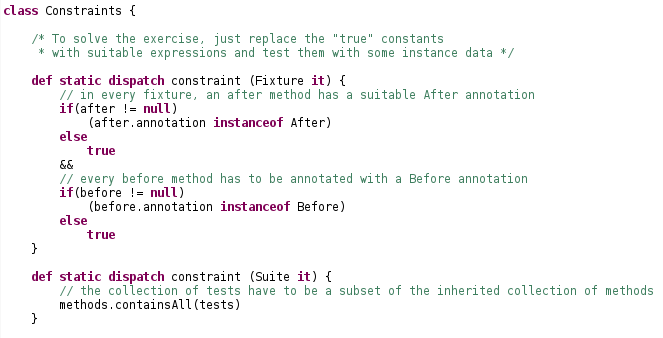 class Constraints {
/* To solve the exercise, just replace the "true" constants
* with suitable expressions and test them with some instance data */
def static dispatch constraint (Fixture it) {
// in every fixture, an after method has a suitable After annotation
if(after != null)
(after.annotation instanceof After)
else
true
&&
// every before method has to be annotated with a Before annotation
if(before != null)
(before.annotation instanceof Before)
else
true
}
def static dispatch constraint (Suite it) {
// the collection of tests have to be a subset of the inherited collection of methods
methods.containsAll(tests)
}